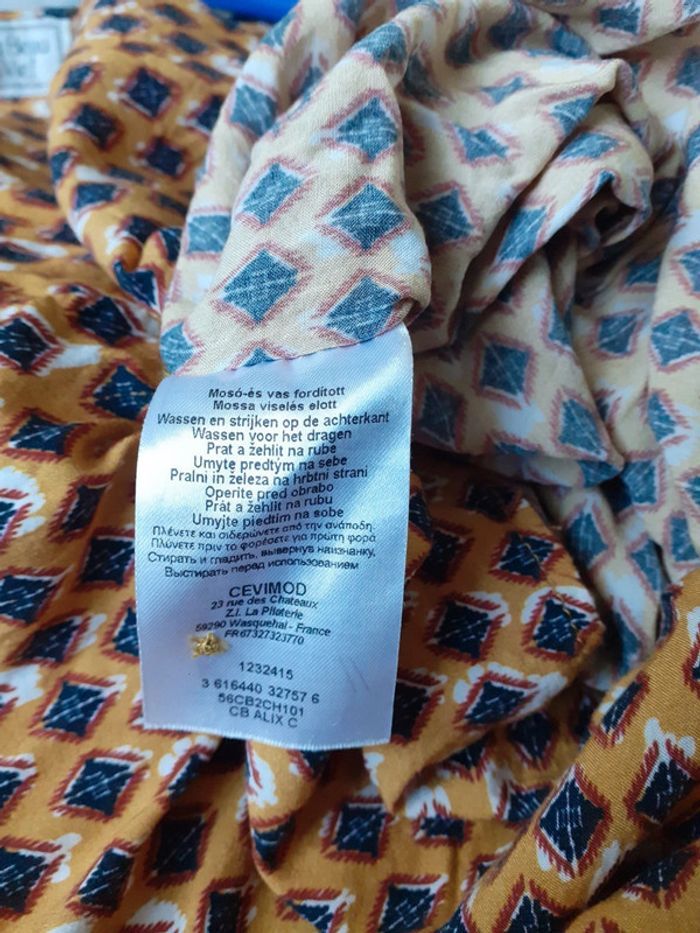 Mosó-és vas fordított
Mossa viselés elott
Wassen en strijken op de achterkant
Wassen voor het dragen
Prat a žehlit na rube
Umyte predtým na sebe
Pralni in železa na hrbtni strani
Operite pred obrabo
Prát a žehlit na rubu
Umyjte piedtím na sobe
Πλένετε και σιδερώνετε από την ανάποδη.
Πλύνετε πριν το φορέσετε για πρώτη φορά
Стирать и гладить, вывернув наизнанку,
Выстирать перед использованием
CEVIMOD
23 rue des Chateaux
Z.I. La Piloterie
59290 Wasquehal - France
FR67327323770
1232415
3 616440 32757 6
56CB2CH101
CB ALIX C